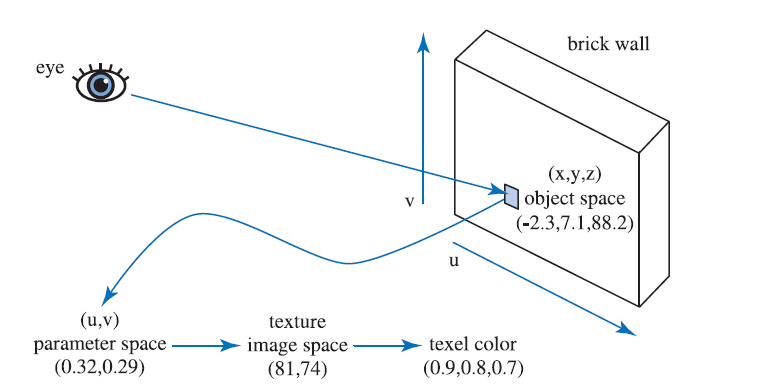 brick wall
eye
(x,y,z)
object space
(-2.3,7.1,88.2)
v
u
(u,v)
parameter space
(0.32,0.29)
texture
image space
(81,74)
texel color
(0.9,0.8,0.7)